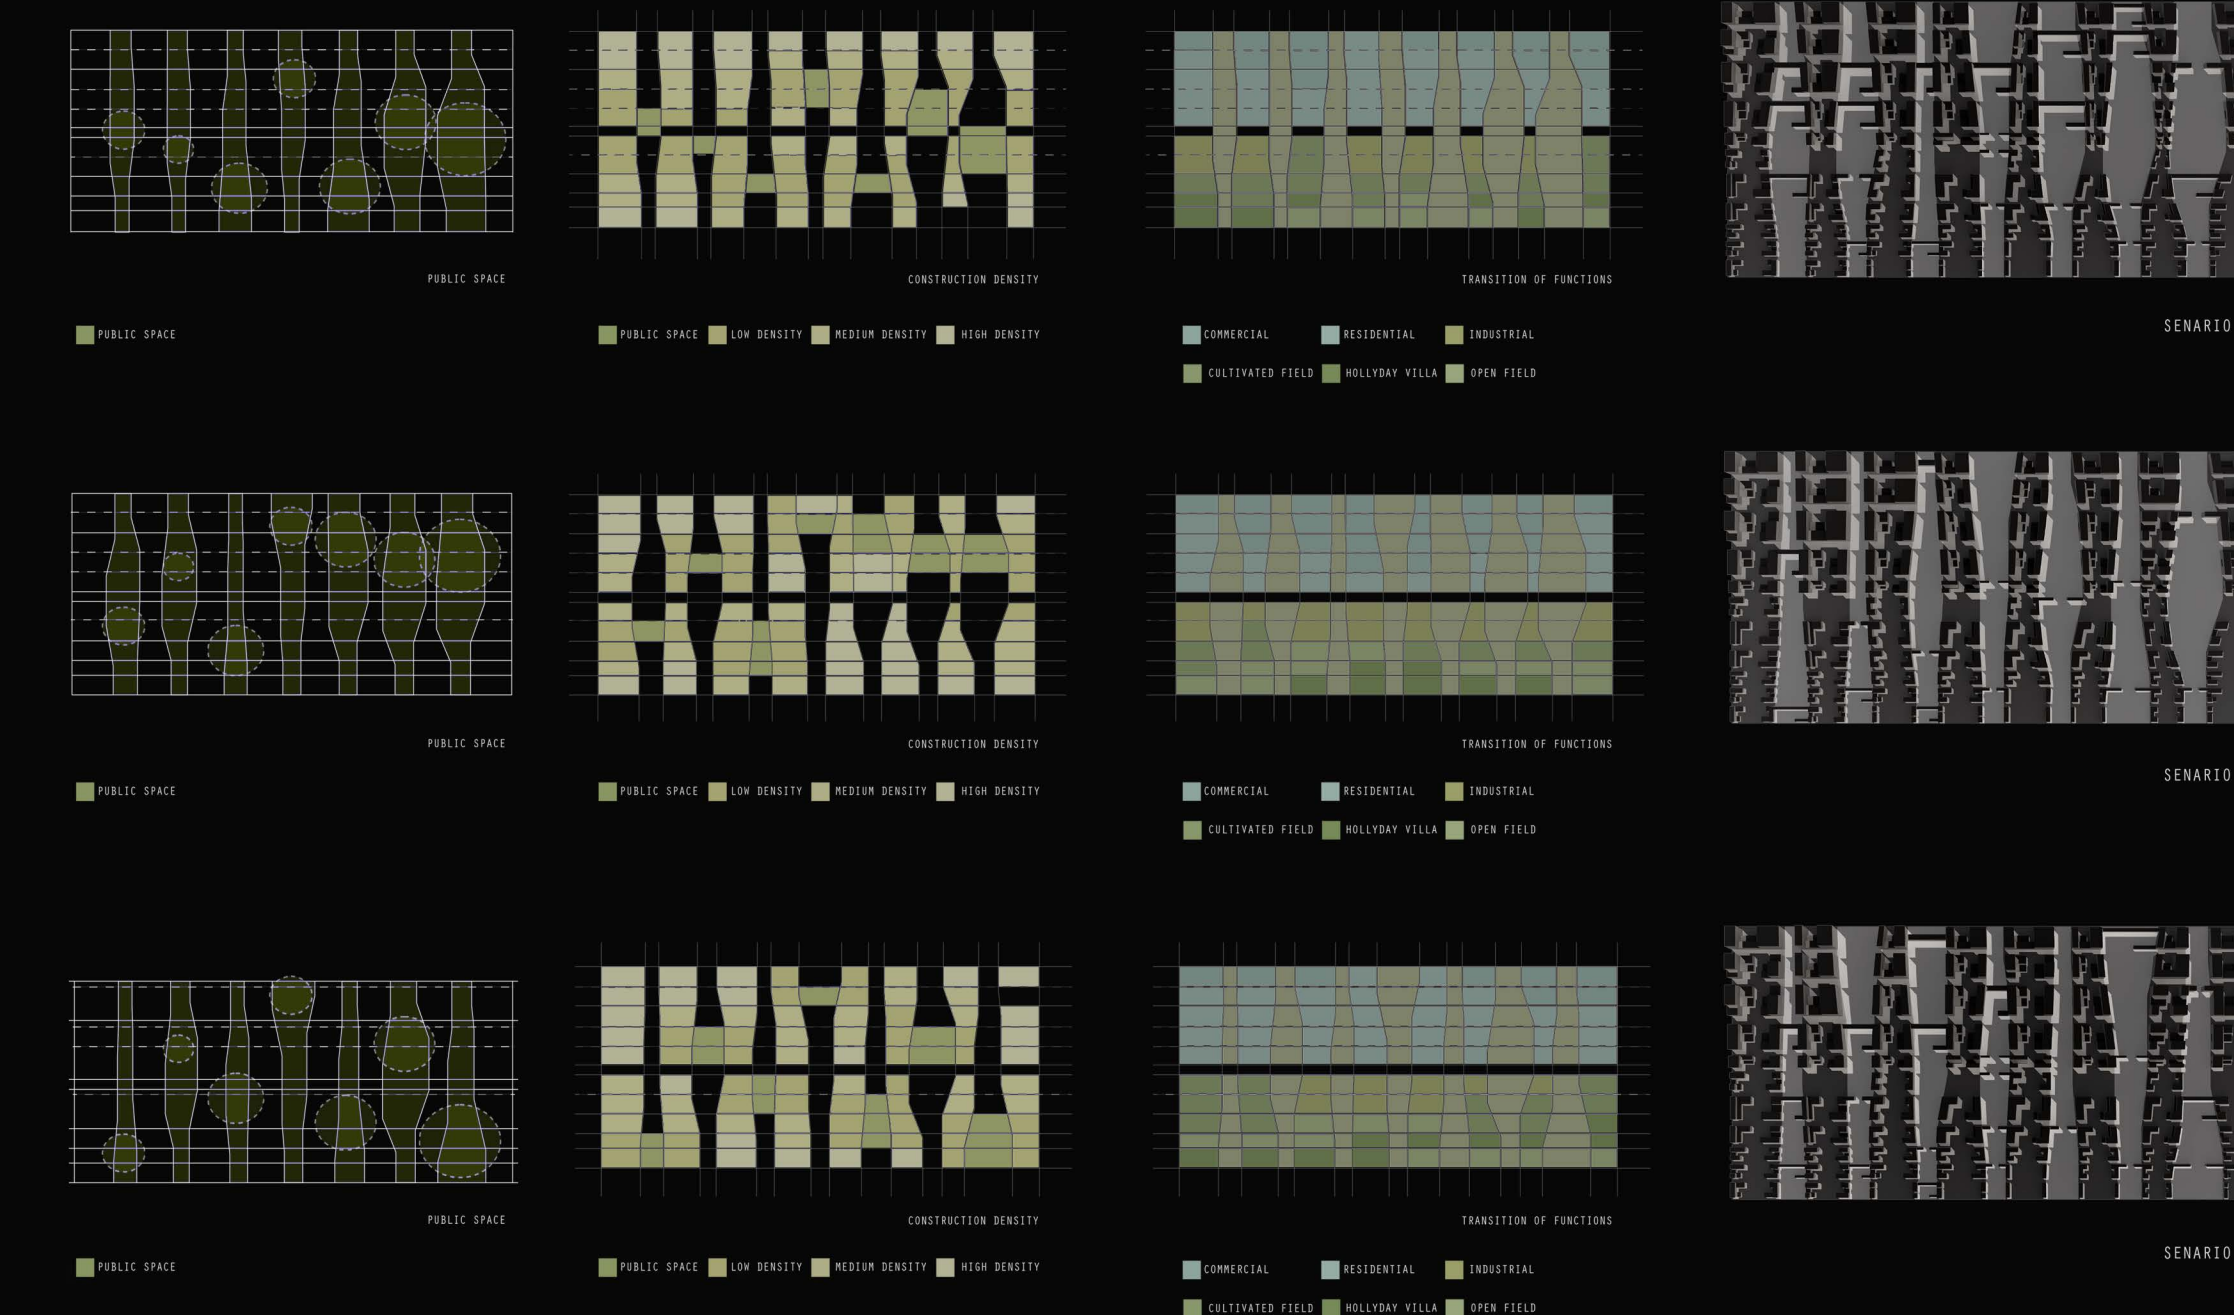 PUBLIC SPACE
CONSTRUCTION DENSITY
TRANSITION OF FUNCTIONS
SENARIO
PUBLIC SPACE
PUBLIC SPACE LOW DENSITY MEDIUM DENSITY HIGH DENSITY
COMMERCIAL RESIDENTIAL INDUSTRIAL
CULTIVATED FIELD HOLLYDAY VILLA OPEN FIELD
PUBLIC SPACE
CONSTRUCTION DENSITY
TRANSITION OF FUNCTIONS
SENARIO
PUBLIC SPACE
PUBLIC SPACE LOW DENSITY MEDIUM DENSITY HIGH DENSITY
COMMERCIAL RESIDENTIAL INDUSTRIAL
CULTIVATED FIELD HOLLYDAY VILLA OPEN FIELD
PUBLIC SPACE
CONSTRUCTION DENSITY
TRANSITION OF FUNCTIONS
SENARIO
PUBLIC SPACE
PUBLIC SPACE LOW DENSITY MEDIUM DENSITY HIGH DENSITY
COMMERCIAL RESIDENTIAL INDUSTRIAL
CULTIVATED FIELD HOLLYDAY VILLA OPEN FIELD